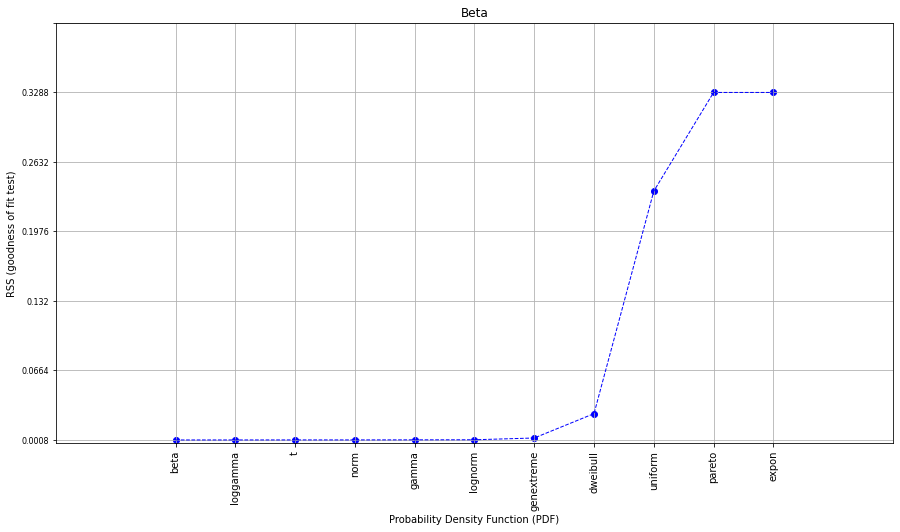 Beta
RSS (goodness of fit test)
0.3288
0.2632
0.1976
0.132
0.0664
0.0008
beta
loggamma
t
norm
gamma
lognorm
genextreme
dweibull
uniform
pareto
expon
Probability Density Function (PDF)